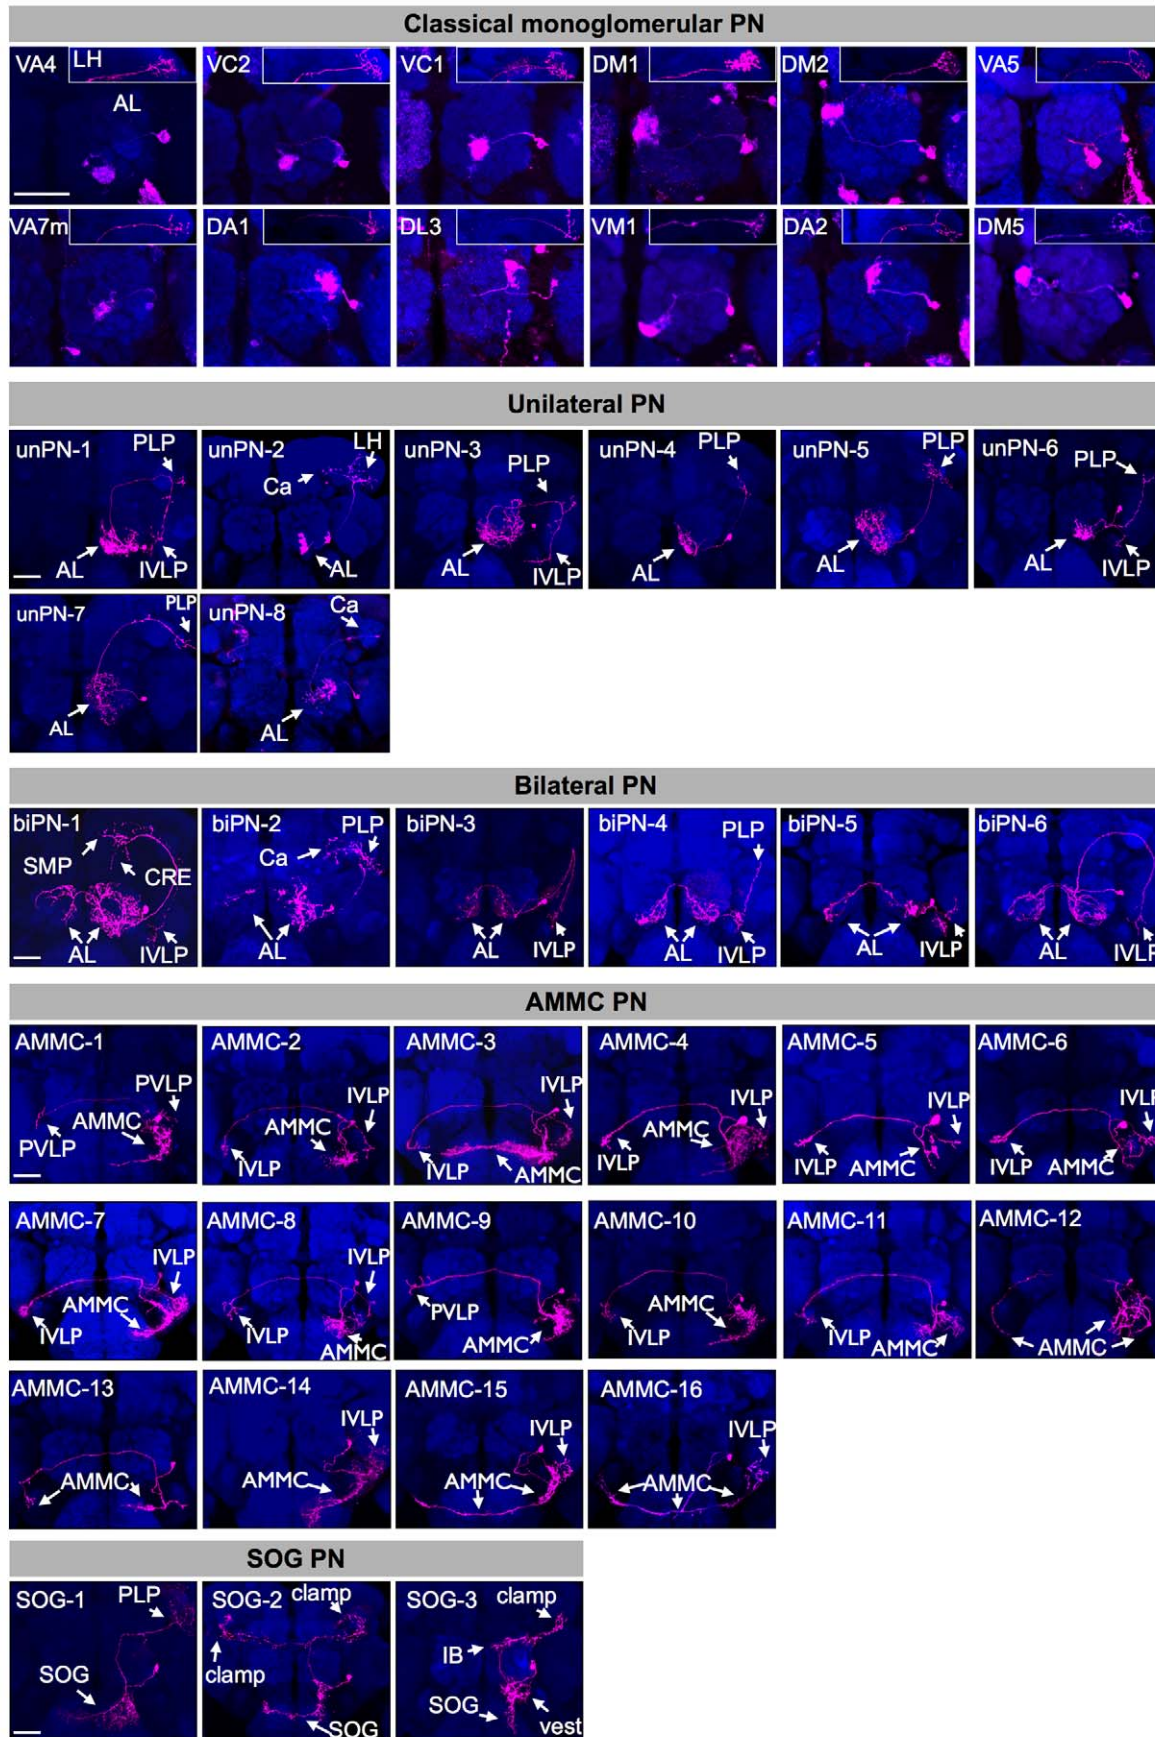 Classical monoglomerular PN
VA4 LH VC2 VC1 DM1 DM2 VA5
AL
VA7m DA1 DL3 VM1 DA2 DM5
Unilateral PN
unPN-1 PLP unPN-2 LH unPN-3 PLP unPN-4 PLP unPN-5 PLP unPN-6 PLP
Ca
AL IVLP AL AL IVLP AL AL AL IVLP
unPN-7 PLP unPN-8 Ca
AL AL
Bilateral PN
biPN-1 biPN-2 PLP biPN-3 biPN-4 PLP biPN-5 biPN-6
SMP CRE Ca
AL IVLP AL AL IVLP AL IVLP AL IVLP AL IVLP
AMMC PN
AMMC-1 AMMC-2 AMMC-3 AMMC-4 AMMC-5 AMMC-6
PVLP IVLP IVLP IVLP IVLP IVLP
AMMC AMMC AMMC
PVLP IVLP IVLP AMMC IVLP IVLP AMMC IVLP AMMC
AMMC-7 AMMC-8 AMMC-9 AMMC-10 AMMC-11 AMMC-12
IVLP IVLP
AMMC PVLP AMMC
IVLP IVLP AMMC AMMC IVLP IVLP AMMC AMMC
AMMC-13 AMMC-14 AMMC-15 AMMC-16
IVLP IVLP IVLP
AMMC AMMC AMMC AMMC
SOG PN
SOG-1 PLP SOG-2 clamp SOG-3 clamp
IB
SOG clamp
SOG SOG vest